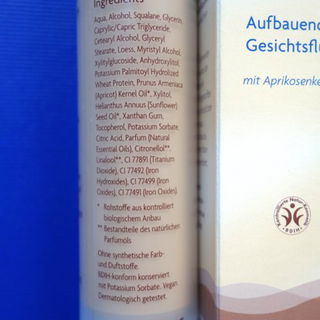 Ingredients
Aqua, Alcohol, Squalane, Glycerin,
Caprylic/Capric Triglyceride,
Cetearyl Alcohol, Glyceryl
Stearate, Loess, Myristyl Alcohol,
Xylitylglucoside, Anhydroxylitol,
Potassium Palmitoyl Hydrolized
Wheat Protein, Prunus Armeniaca
(Apricot) Kernel Oil*, Xylitol,
Helianthus Annuus (Sunflower)
Seed Oil*, Xanthan Gum,
Tocopherol, Potassium Sorbate,
Citric Acid, Parfum (Natural
Essential Oils), Citronellol**,
Linalool**, CI 77891 (Titanium
Dioxide), CI 77492 (Iron
Hydroxides), CI 77499 (Iron
Oxides), CI 77491 (Iron Oxides).
* Rohstoffe aus kontrolliert
biologischem Anbau
** Bestandteile des natürlichen
Parfümöls
Ohne synthetische Farb-
und Duftstoffe.
BDIH-konform konserviert
mit Potassium Sorbate. Vegan.
Dermatologisch getestet.
Aufbauend
Gesichtsflu
mit Aprikosenke
BDIH